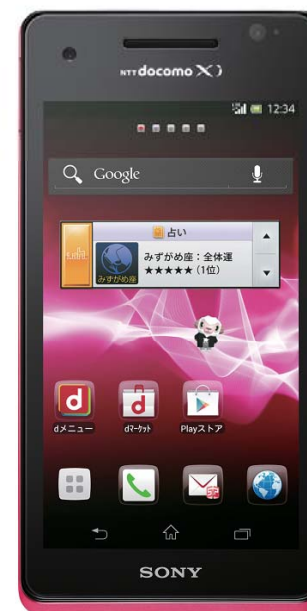 NTT docomo Xi
12:34
Google
占い
みずがめ座：全体運
★★★★★ (1位)
みずがめ座
dメニュー
dマーケット
Playストア
SONY